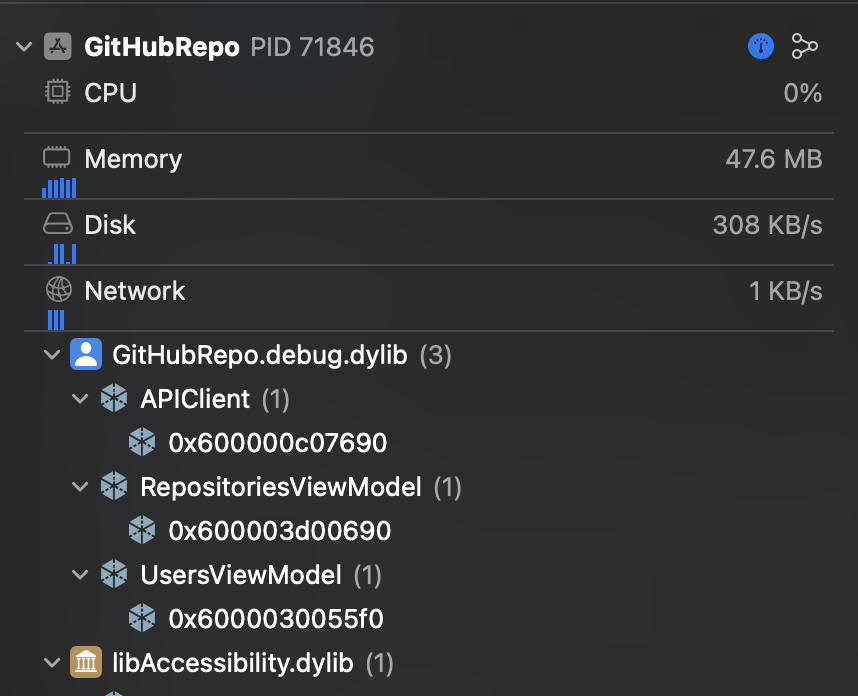 GitHubRepo PID 71846
CPU 0%
Memory 47.6 MB
Disk 308 KB/s
Network 1 KB/s
GitHubRepo.debug.dylib (3)
APIClient (1)
0x600000c07690
RepositoriesViewModel (1)
0x600003d00690
UsersViewModel (1)
0x6000030055f0
libAccessibility.dylib (1)